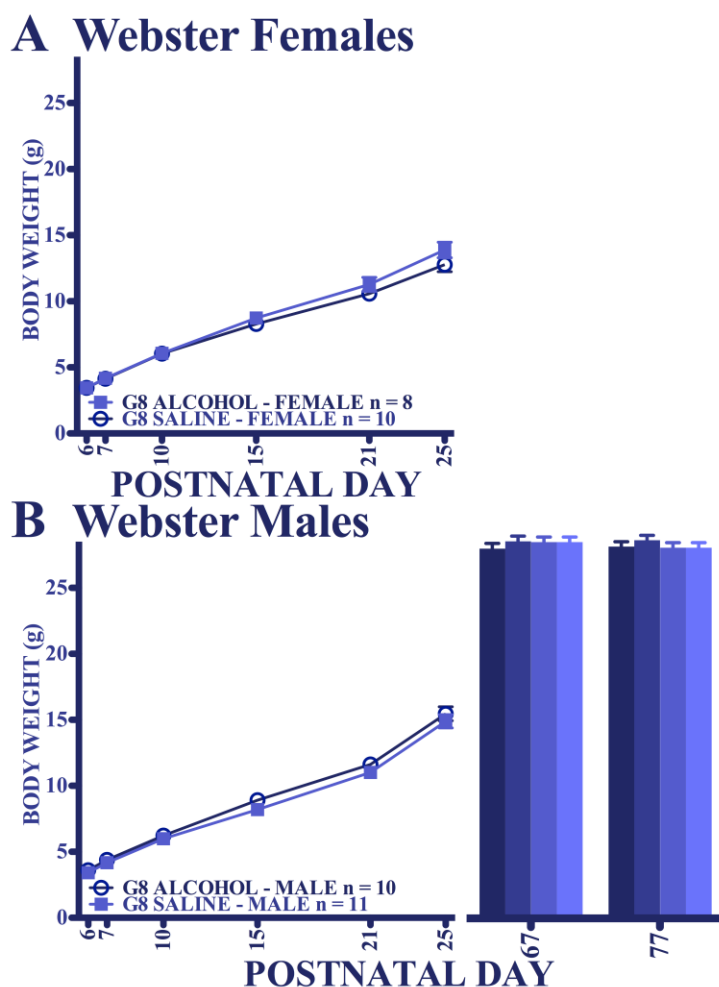 A Webster Females
BODY WEIGHT (g)
25
20
15
10
5
0
G8 ALCOHOL - FEMALE n = 8
G8 SALINE - FEMALE n = 10
6 7 10 15 21 25
POSTNATAL DAY
B Webster Males
BODY WEIGHT (g)
25
20
15
10
5
0
G8 ALCOHOL - MALE n = 10
G8 SALINE - MALE n = 11
6 7 10 15 21 25 67 77
POSTNATAL DAY